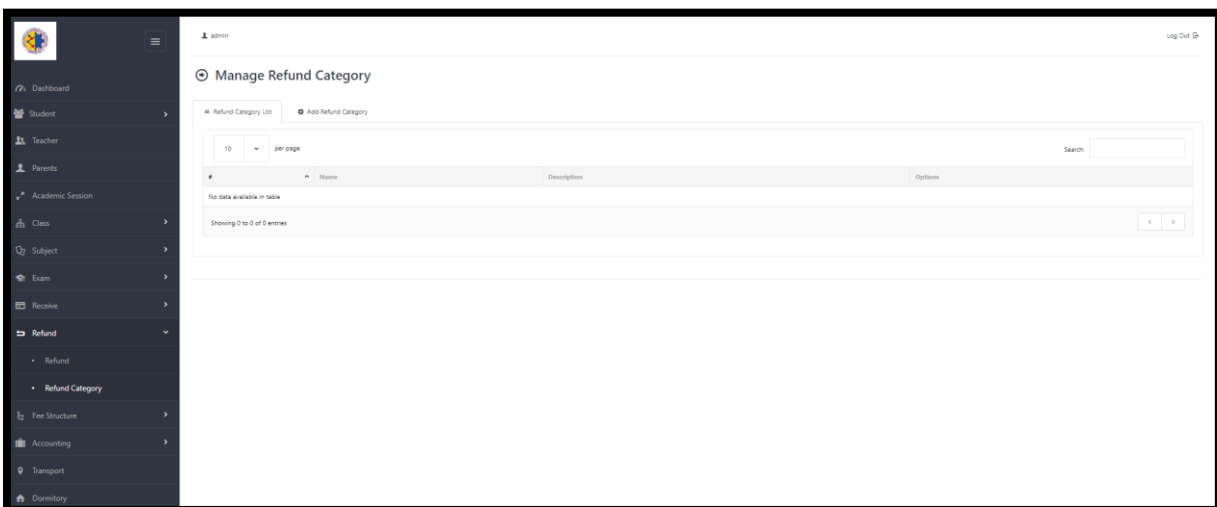 admin
Log Out
Manage Refund Category
Dashboard
Student
Teacher
Parents
Academic Session
Class
Subject
Exam
Receive
Refund
Refund
Refund Category
Fee Structure
Accounting
Transport
Dormitory
Refund Category List
Add Refund Category
10 per page
Search:
# Name Description Options
No data available in table
Showing 0 to 0 of 0 entries